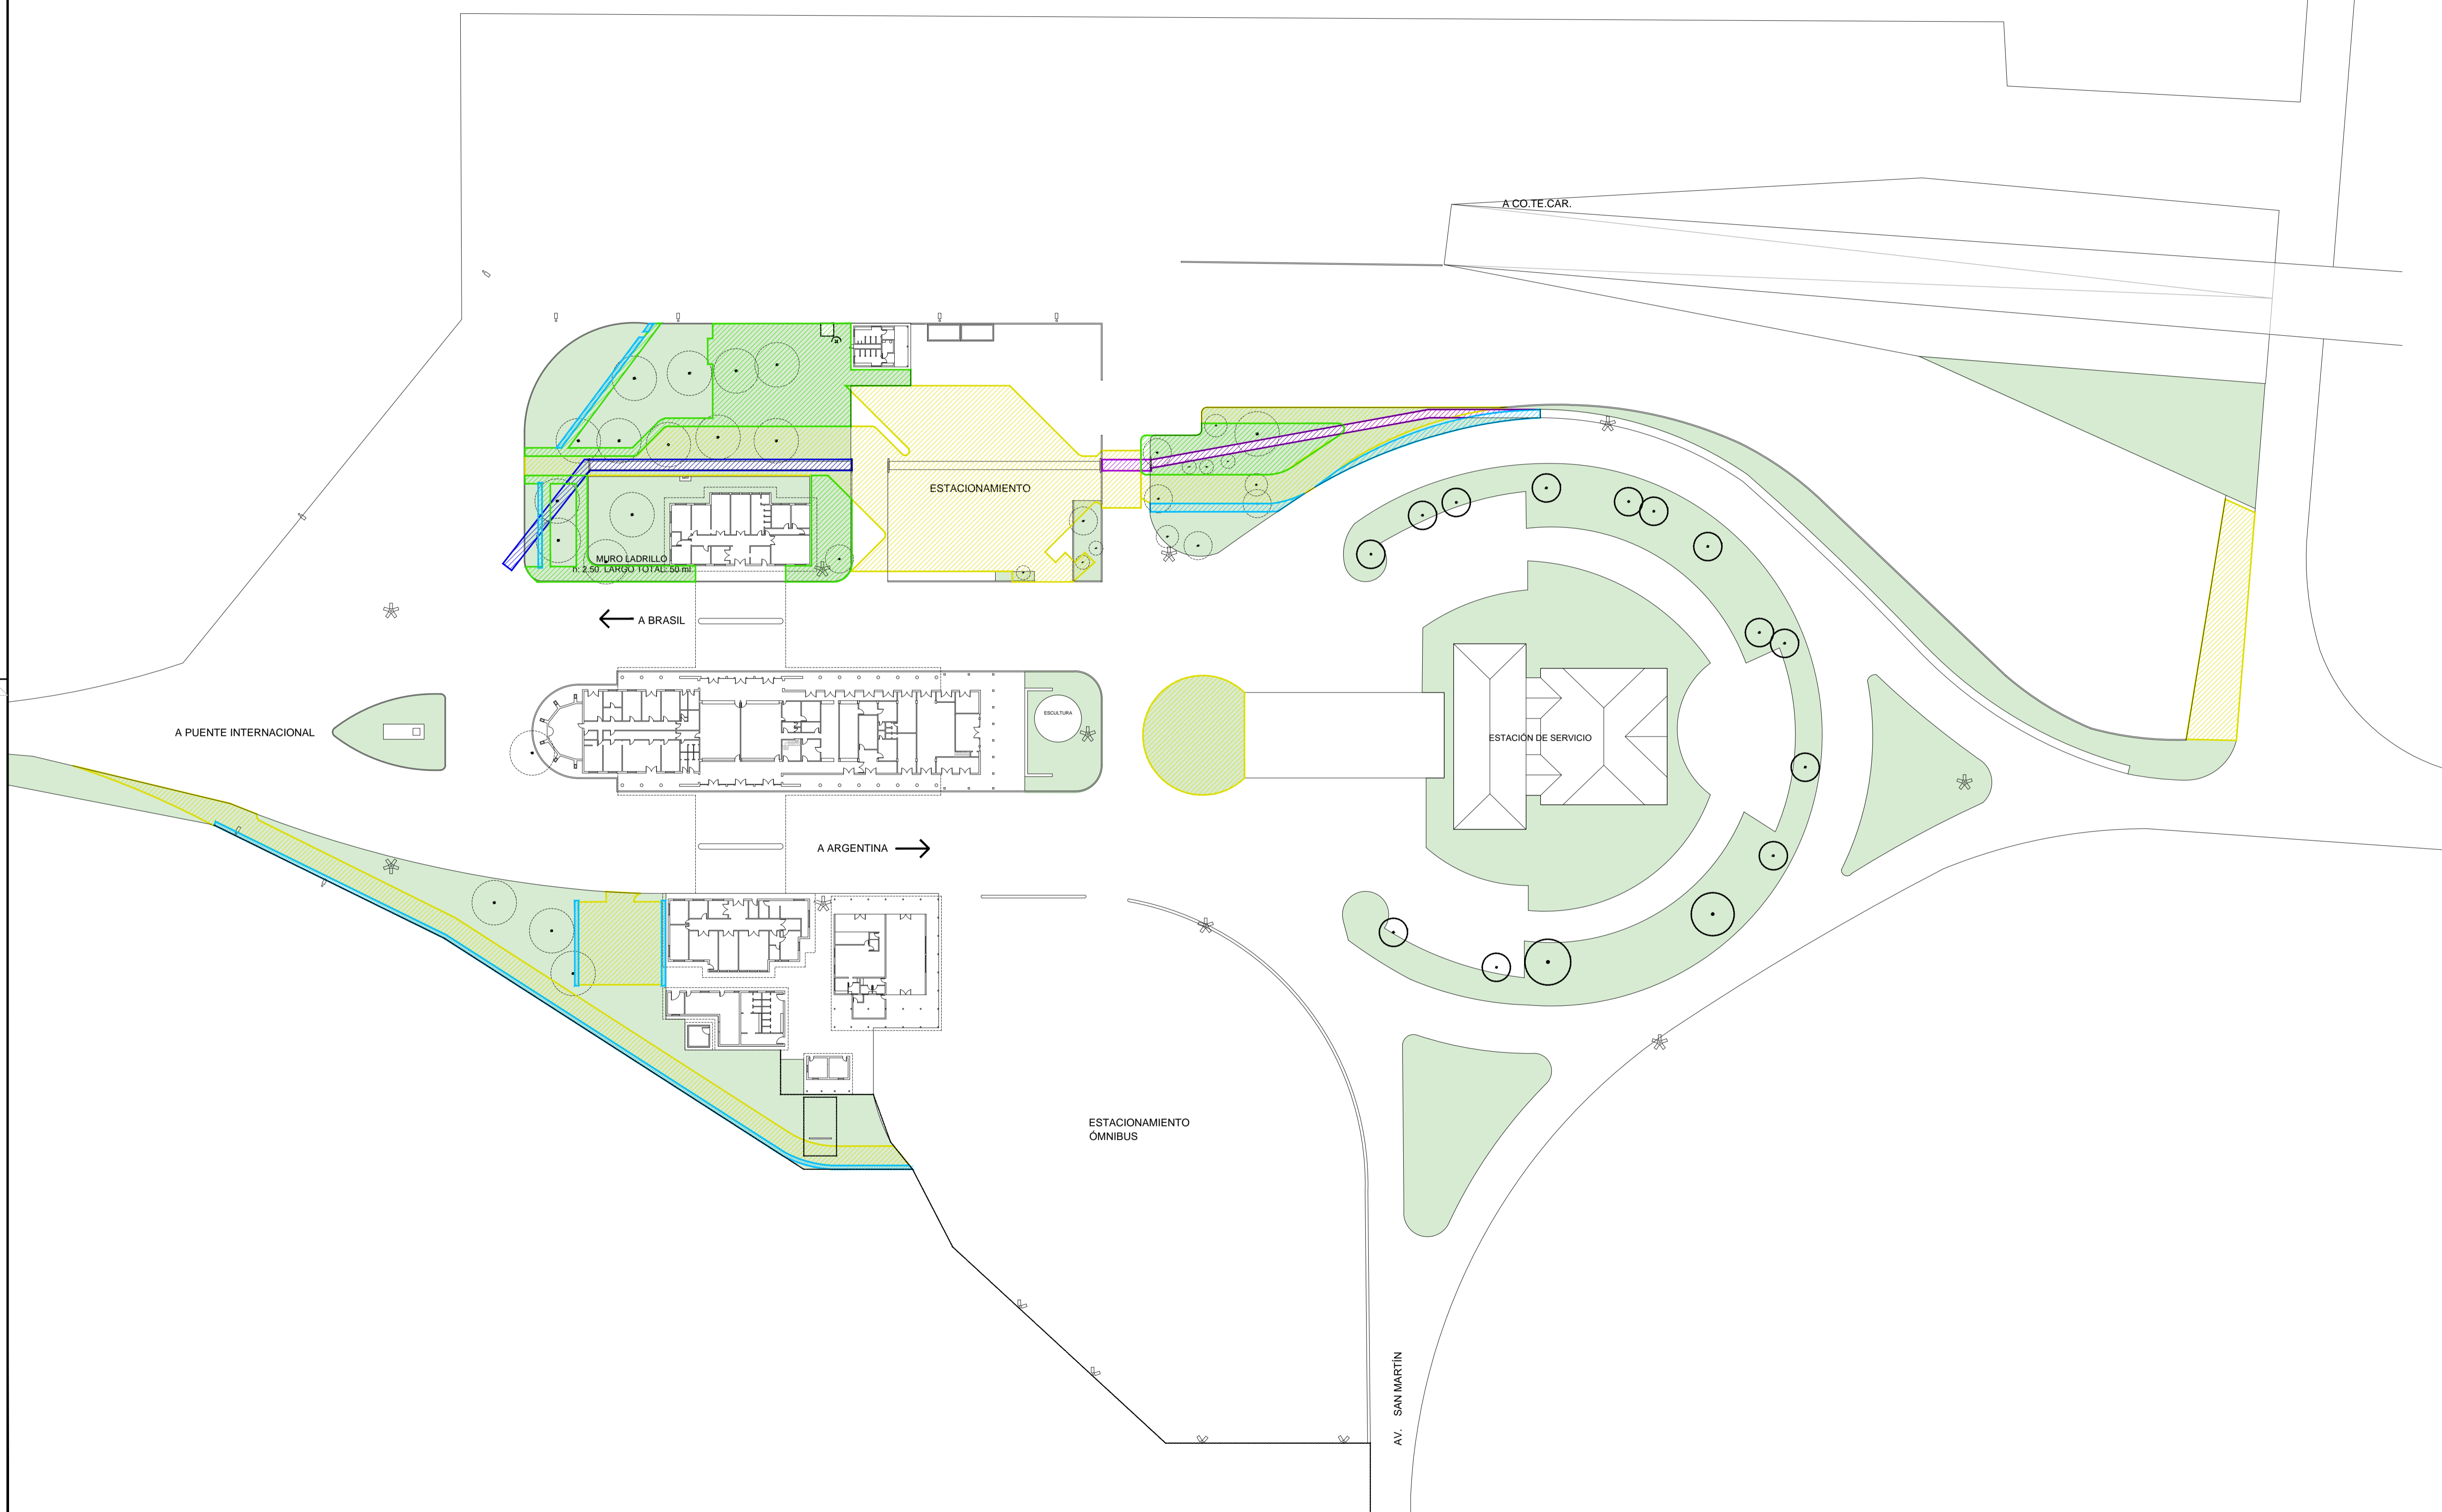 A CO.TE.CAR.
ESTACIONAMIENTO
MURO LADRILLO
h: 2.50. LARGO TOTAL: 50 ml
A BRASIL
ESCULTURA
A PUENTE INTERNACIONAL
ESTACIÓN DE SERVICIO
A ARGENTINA
ESTACIONAMIENTO
ÓMNIBUS
AV. SAN MARTÍN